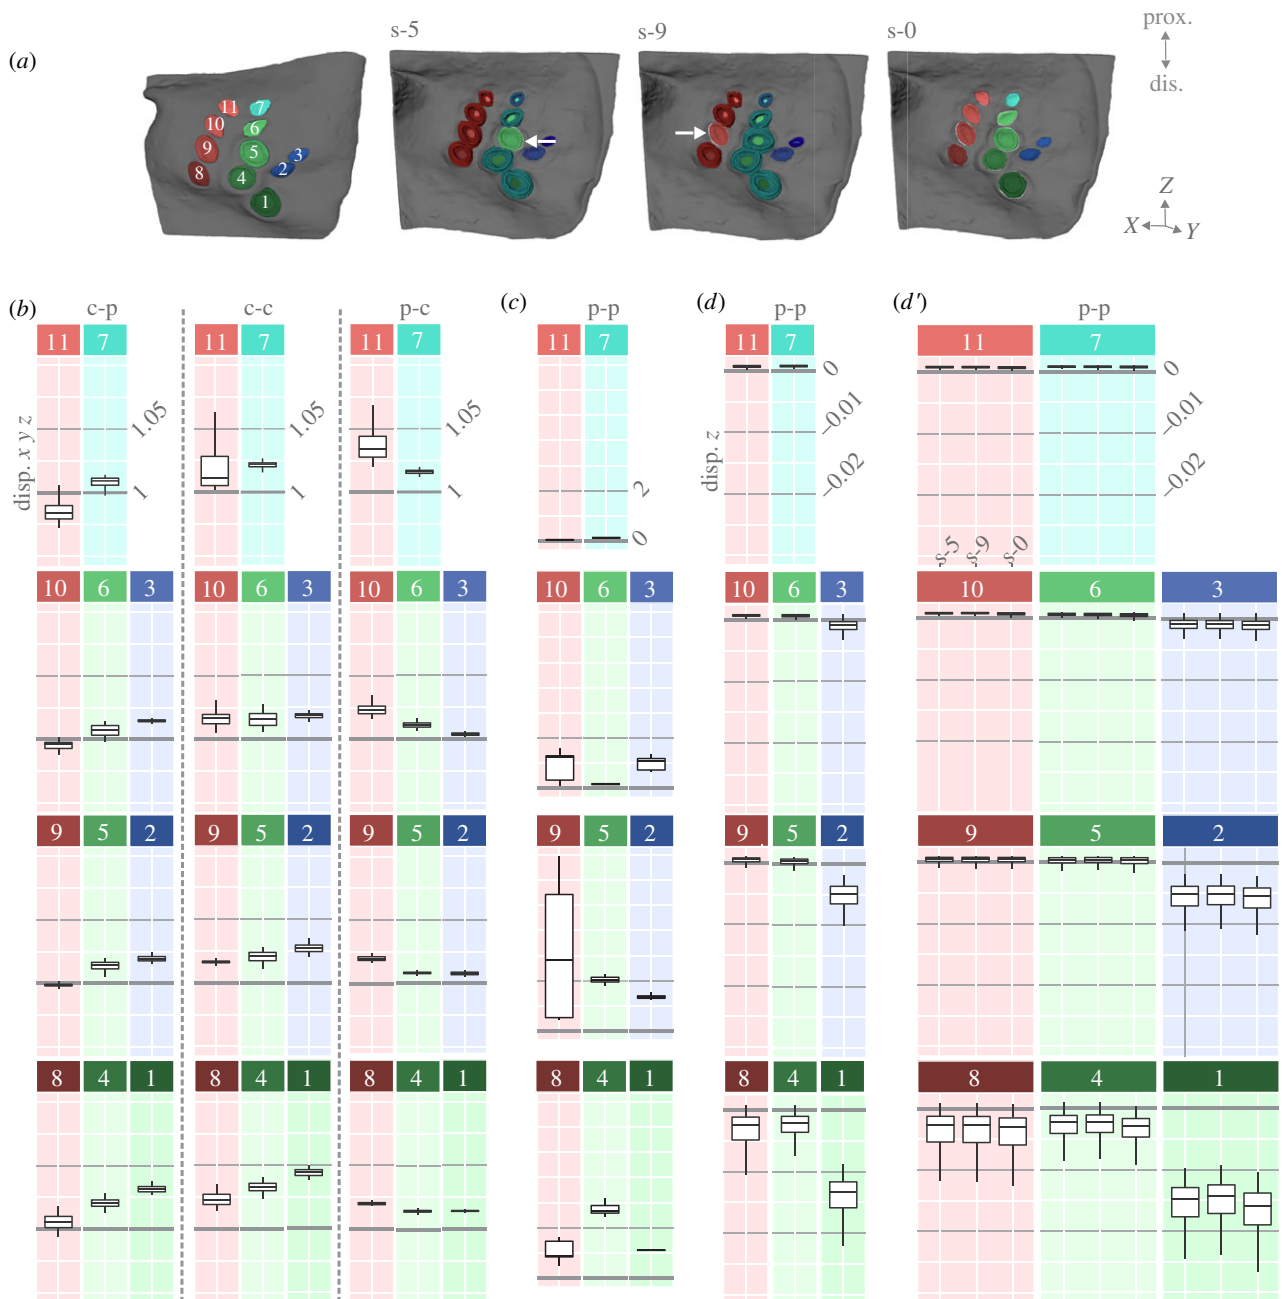 (a)
s-5
s-9
s-0
prox.
dis.
11
7
10
6
9
5
3
2
8
4
1
Z
X
Y
(b)
c-p
c-c
p-c
(c)
p-p
(d)
p-p
(d')
p-p
11 7
11 7
11 7
11 7
11 7
11 7
disp. x y z
1.05
1
1.05
1
1.05
1
2
0
disp. z
0
–0.01
–0.02
0
–0.01
–0.02
s-5
s-9
s-0
10 6 3
10 6 3
10 6 3
10 6 3
10 6 3
10 6 3
9 5 2
9 5 2
9 5 2
9 5 2
9 5 2
9 5 2
8 4 1
8 4 1
8 4 1
8 4 1
8 4 1
8 4 1